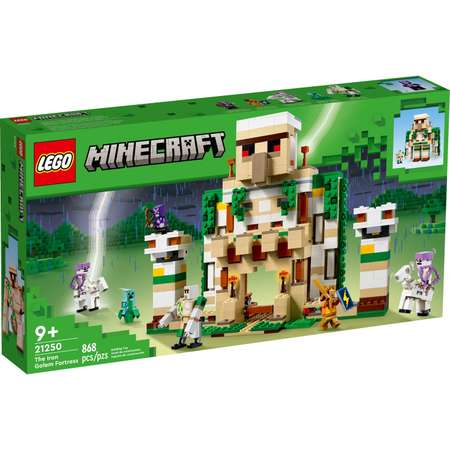 LEGO
MINECRAFT
9+
21250
The Iron
Golem Fortress
868
pcs/pzs